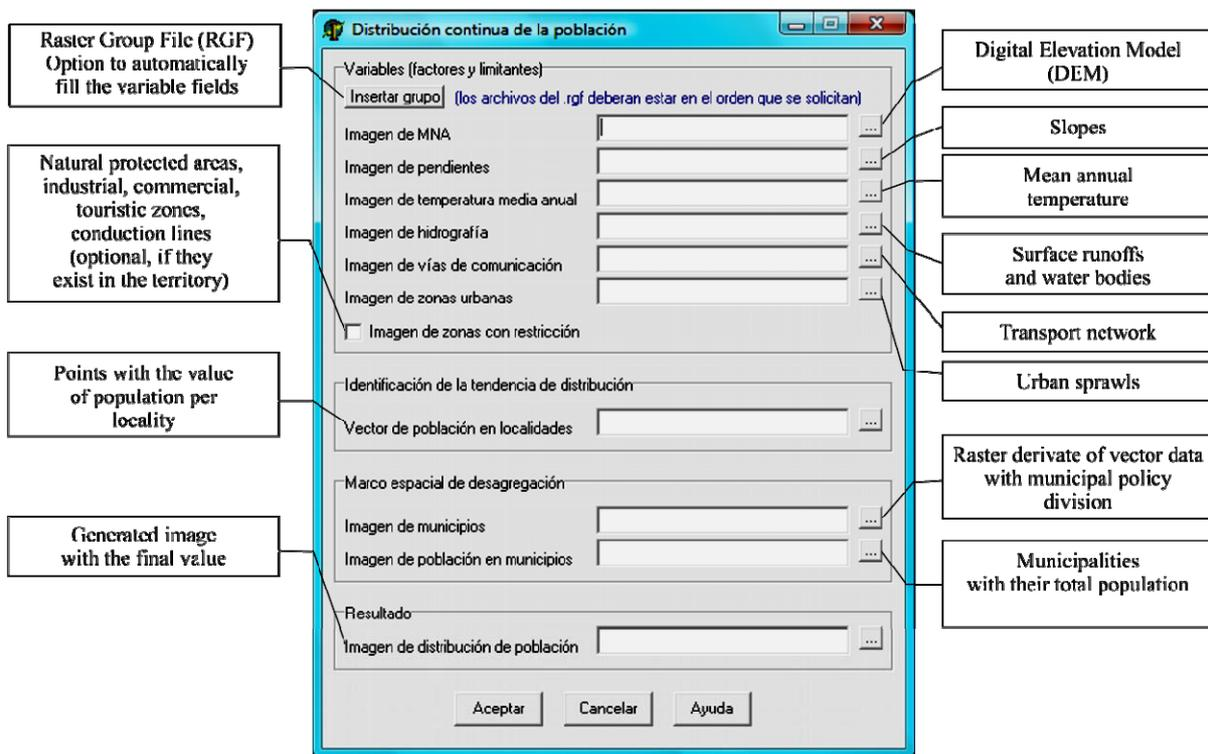 Raster Group File (RGF)
Option to automatically
fill the variable fields
Natural protected areas,
industrial, commercial,
touristic zones,
conduction lines
(optional, if they
exist in the territory)
Points with the value
of population per
locality
Generated image
with the final value
Distribución continua de la población
Variables (factores y limitantes)
Insertar grupo (los archivos del .rgf deberan estar en el orden que se solicitan)
Imagen de MNA ...
Imagen de pendientes ...
Imagen de temperatura media anual ...
Imagen de hidrografía ...
Imagen de vías de comunicación ...
Imagen de zonas urbanas ...
Imagen de zonas con restricción
Identificación de la tendencia de distribución
Vector de población en localidades ...
Marco espacial de desagregación
Imagen de municipios ...
Imagen de población en municipios ...
Resultado
Imagen de distribución de población ...
Aceptar Cancelar Ayuda
Digital Elevation Model
(DEM)
Slopes
Mean annual
temperature
Surface runoffs
and water bodies
Transport network
Urban sprawls
Raster derivate of vector data
with municipal policy
division
Municipalities
with their total population